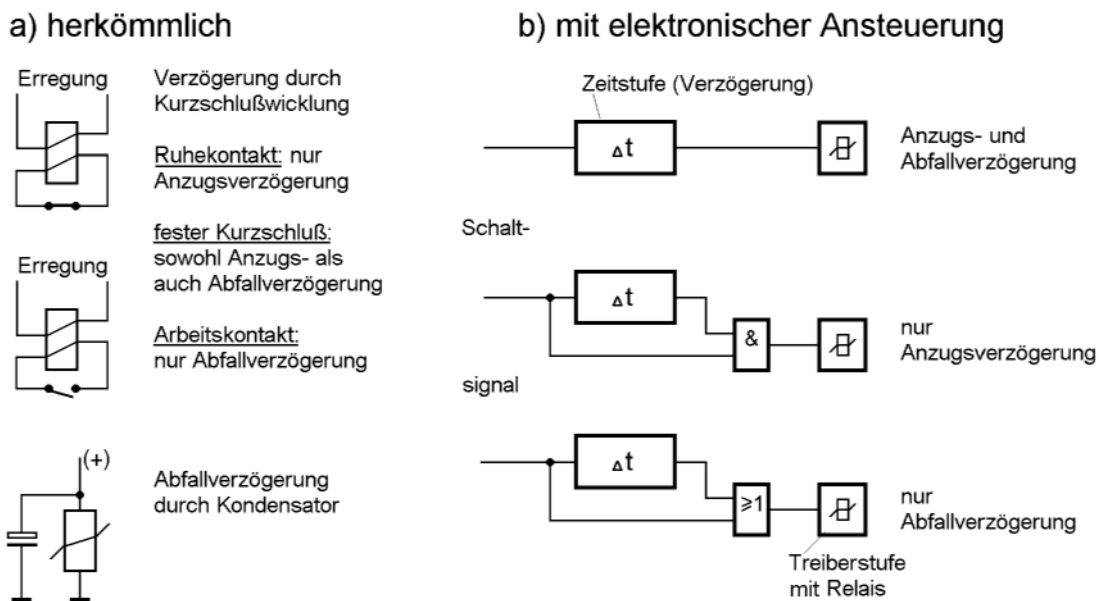 a) herkömmlich
Erregung
Verzögerung durch
Kurzschlußwicklung
Ruhekontakt: nur
Anzugsverzögerung
fester Kurzschluß:
sowohl Anzugs- als
auch Abfallverzögerung
Erregung
Arbeitskontakt:
nur Abfallverzögerung
(+)
Abfallverzögerung
durch Kondensator
b) mit elektronischer Ansteuerung
Zeitstufe (Verzögerung)
Δt
Anzugs- und
Abfallverzögerung
Schalt-
Δt
&
nur
Anzugsverzögerung
signal
Δt
≥1
nur
Abfallverzögerung
Treiberstufe
mit Relais